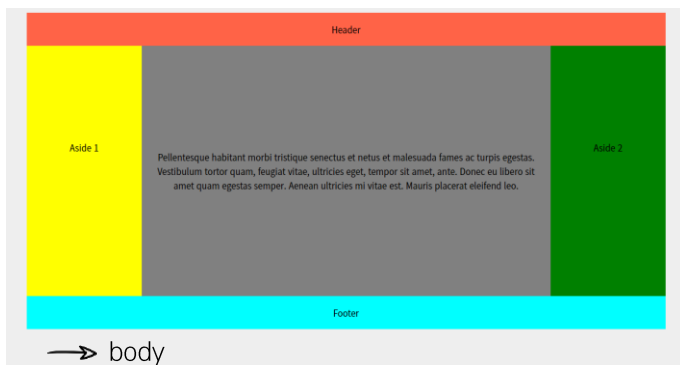 Header
Aside 1
Pellentesque habitant morbi tristique senectus et netus et malesuada fames ac turpis egestas.
Vestibulum tortor quam, feugiat vitae, ultricies eget, tempor sit amet, ante. Donec eu libero sit
amet quam egestas semper. Aenean ultricies mi vitae est. Mauris placerat eleifend leo.
Aside 2
Footer
body